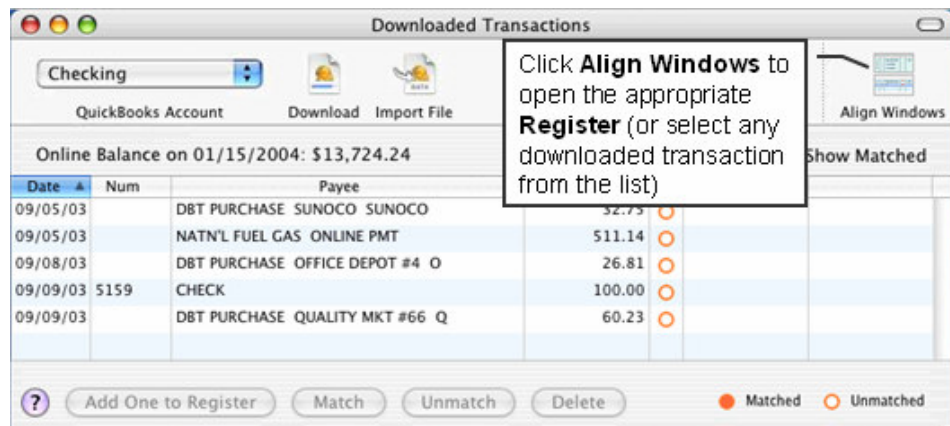 Downloaded Transactions
Checking
QuickBooks Account
Download
Import File
Click Align Windows to
open the appropriate
Register (or select any
downloaded transaction
from the list)
Align Windows
Online Balance on 01/15/2004: $13,724.24
Show Matched
Date Num Payee
09/05/03 DBT PURCHASE SUNOCO SUNOCO 32.75
09/05/03 NATN'L FUEL GAS ONLINE PMT 511.14
09/08/03 DBT PURCHASE OFFICE DEPOT #4 O 26.81
09/09/03 5159 CHECK 100.00
09/09/03 DBT PURCHASE QUALITY MKT #66 Q 60.23
? Add One to Register Match Unmatch Delete Matched Unmatched